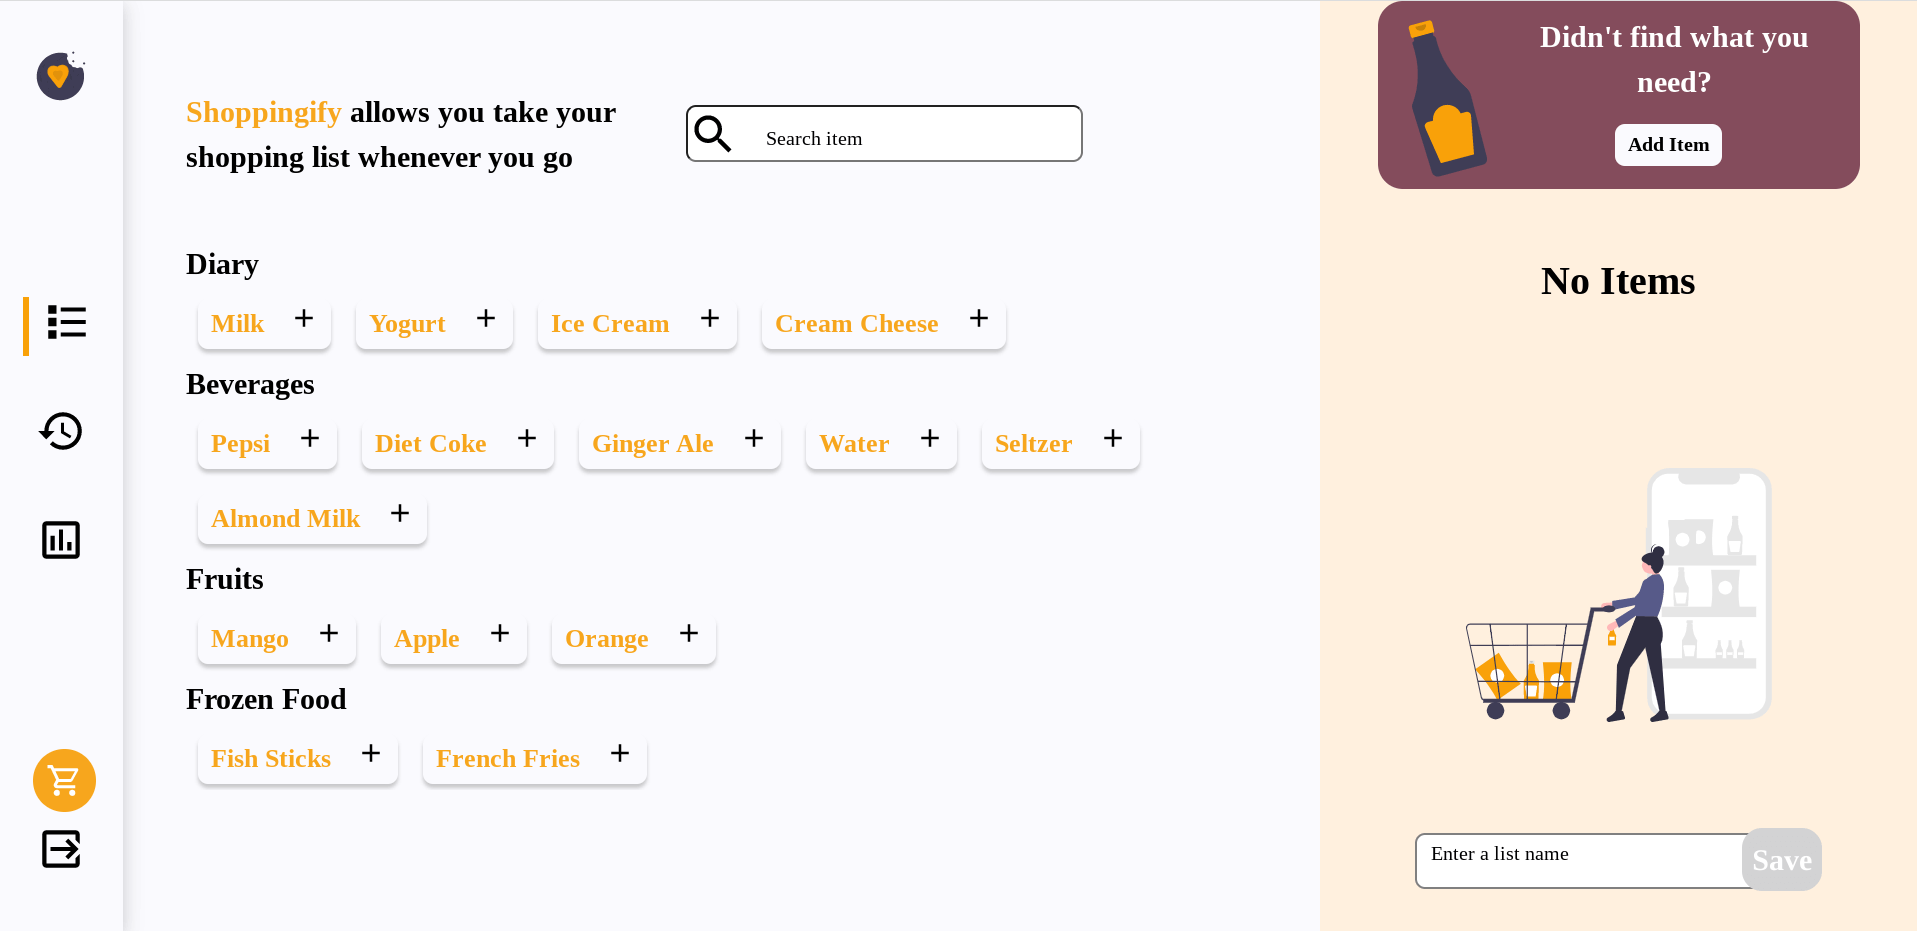 Shoppingify allows you take your
shopping list whenever you go
Search item
Diary
Milk
Yogurt
Ice Cream
Cream Cheese
Beverages
Pepsi
Diet Coke
Ginger Ale
Water
Seltzer
Almond Milk
Fruits
Mango
Apple
Orange
Frozen Food
Fish Sticks
French Fries
Didn't find what you
need?
Add Item
No Items
Enter a list name
Save